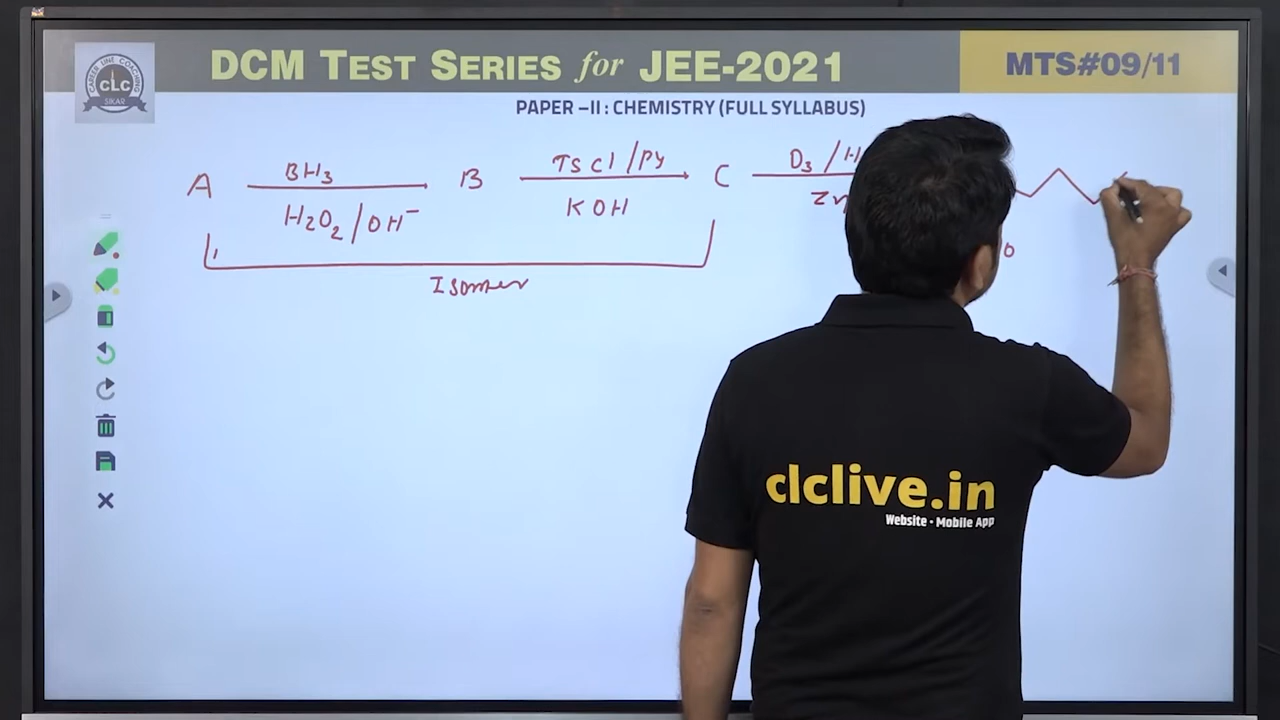 DCM TEST SERIES for JEE-2021
MTS#09/11
CAREER LINE COACHING
CLC
SIKAR
PAPER –II : CHEMISTRY (FULL SYLLABUS)
A BH3 B TsCl/Py C O3/H
H2O2/OH⁻ KOH Zn
Isomer
clclive.in
Website • Mobile App